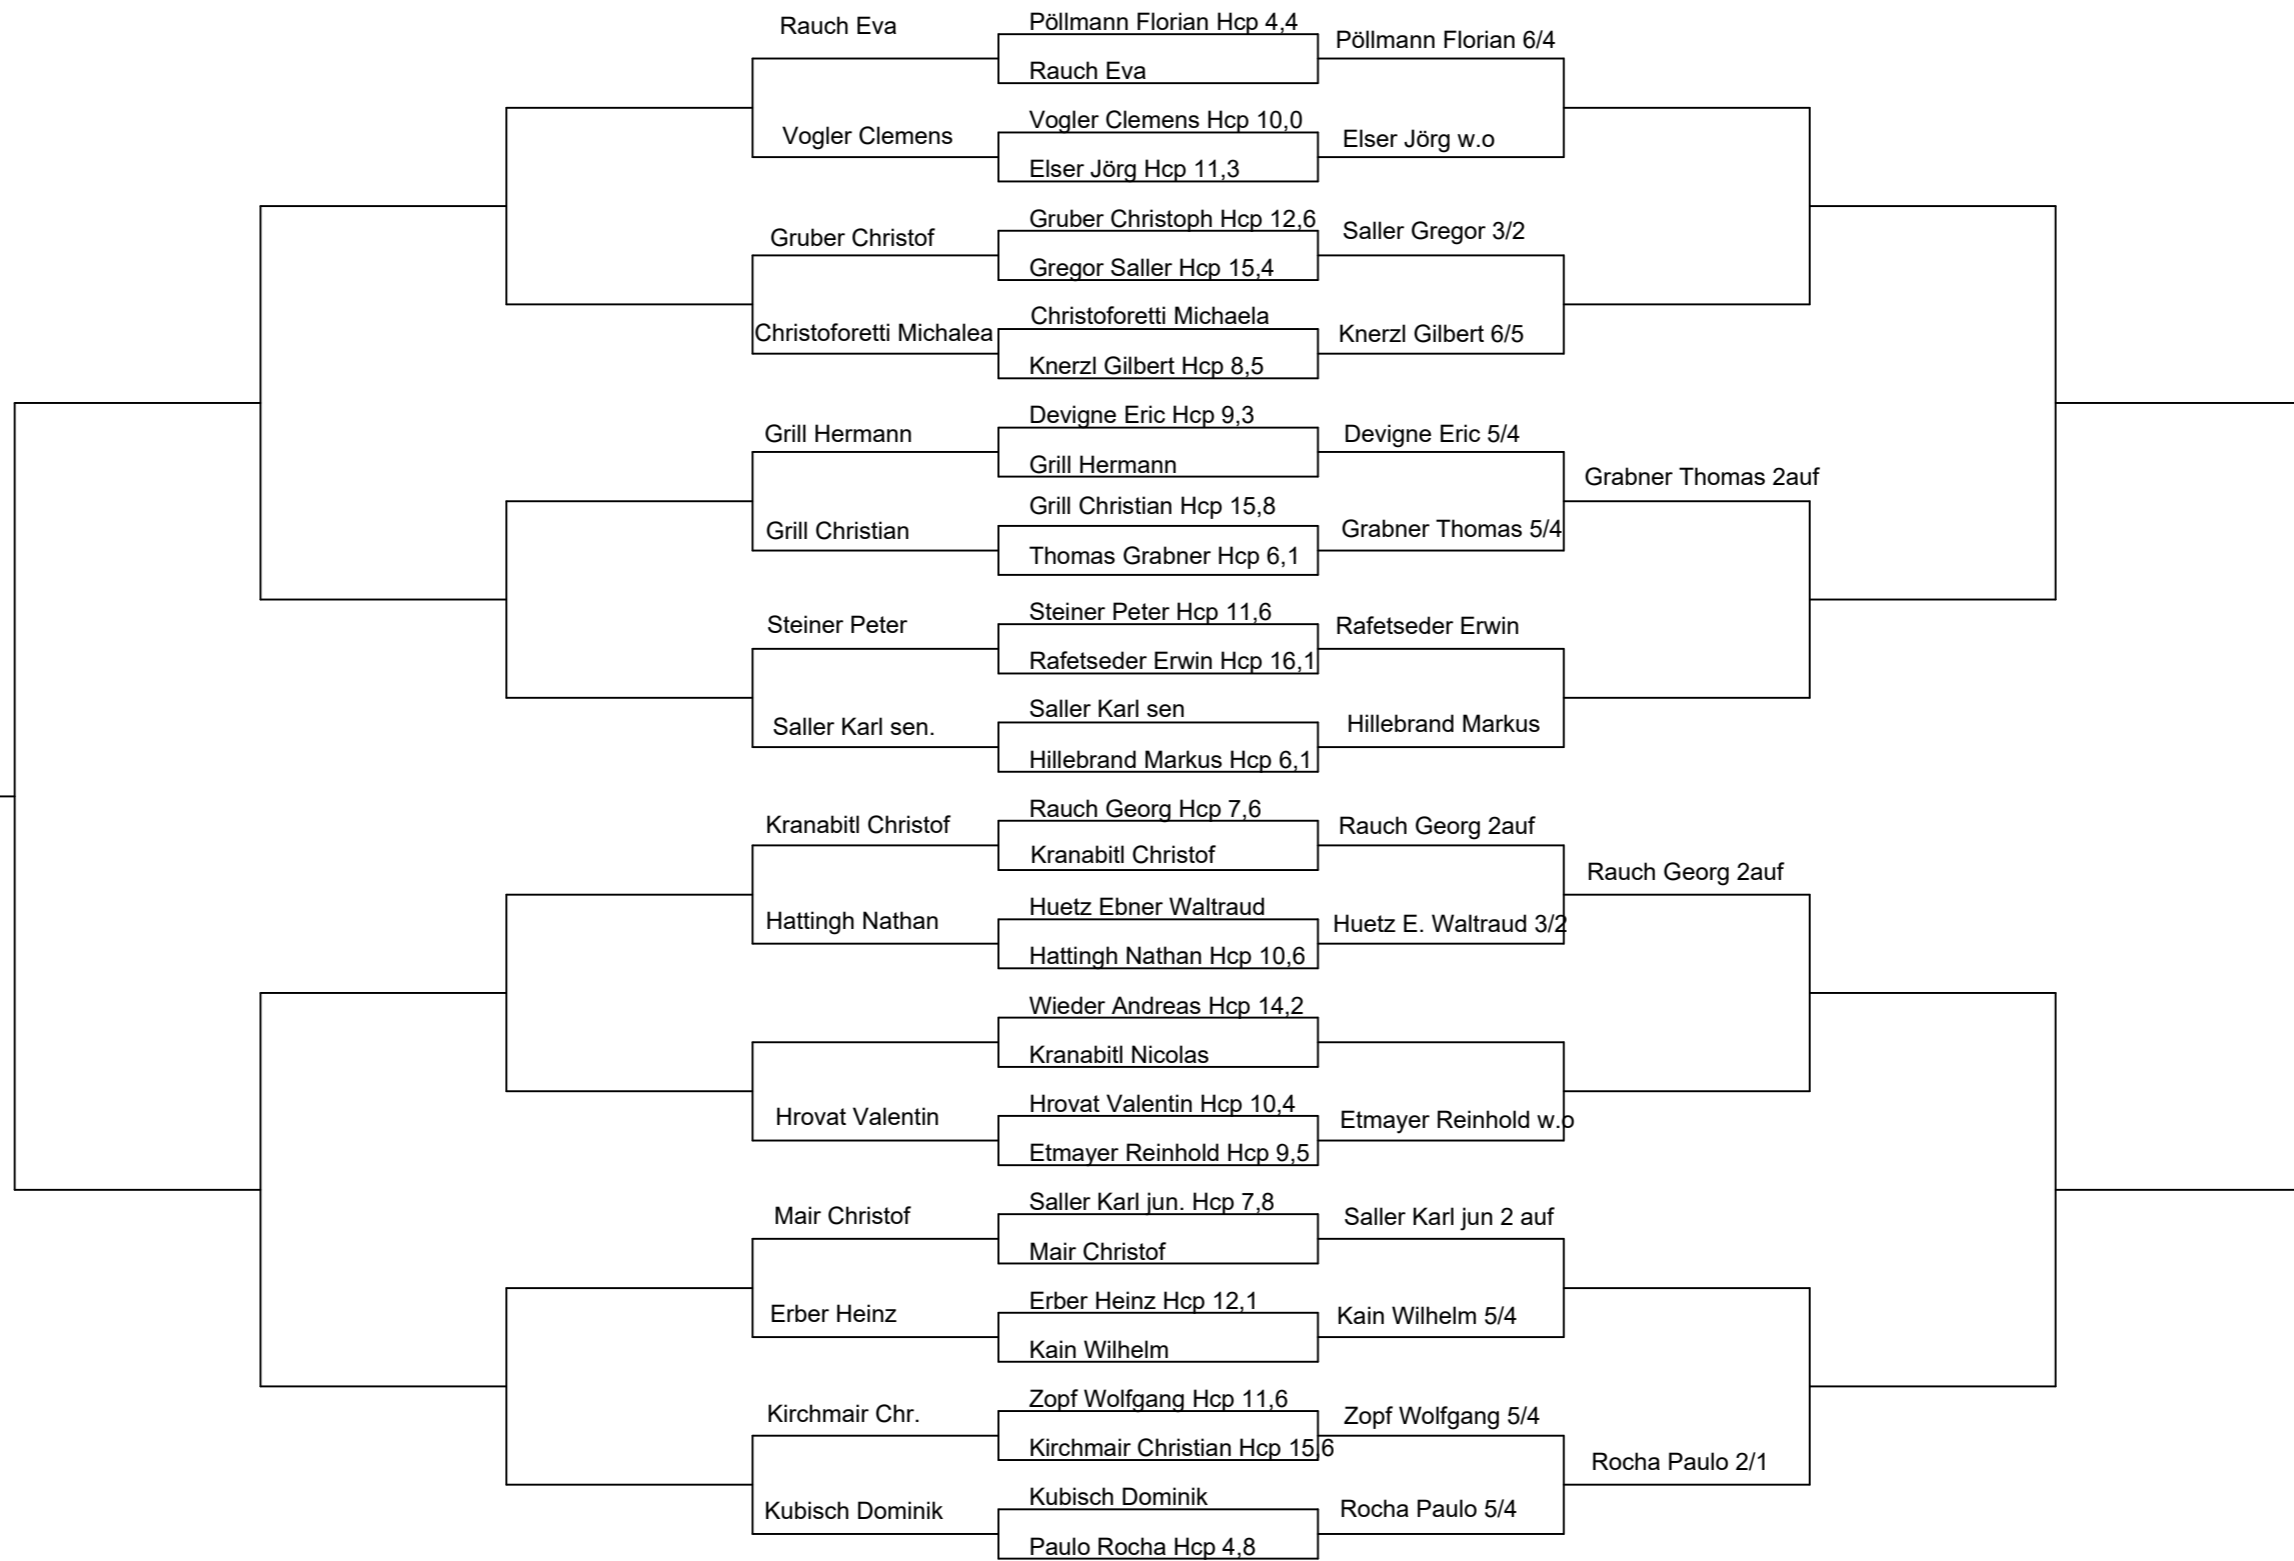 Rauch Eva
Pöllmann Florian Hcp 4,4
Pöllmann Florian 6/4
Rauch Eva
Vogler Clemens
Vogler Clemens Hcp 10,0
Elser Jörg w.o
Elser Jörg Hcp 11,3
Gruber Christof
Gruber Christoph Hcp 12,6
Saller Gregor 3/2
Gregor Saller Hcp 15,4
Christoforetti Michalea
Christoforetti Michaela
Knerzl Gilbert 6/5
Knerzl Gilbert Hcp 8,5
Grill Hermann
Devigne Eric Hcp 9,3
Devigne Eric 5/4
Grill Hermann
Grabner Thomas 2auf
Grill Christian
Grill Christian Hcp 15,8
Grabner Thomas 5/4
Thomas Grabner Hcp 6,1
Steiner Peter
Steiner Peter Hcp 11,6
Rafetseder Erwin
Rafetseder Erwin Hcp 16,1
Saller Karl sen.
Saller Karl sen
Hillebrand Markus
Hillebrand Markus Hcp 6,1
Kranabitl Christof
Rauch Georg Hcp 7,6
Rauch Georg 2auf
Kranabitl Christof
Rauch Georg 2auf
Hattingh Nathan
Huetz Ebner Waltraud
Huetz E. Waltraud 3/2
Hattingh Nathan Hcp 10,6
Wieder Andreas Hcp 14,2
Kranabitl Nicolas
Hrovat Valentin
Hrovat Valentin Hcp 10,4
Etmayer Reinhold w.o
Etmayer Reinhold Hcp 9,5
Mair Christof
Saller Karl jun. Hcp 7,8
Saller Karl jun 2 auf
Mair Christof
Erber Heinz
Erber Heinz Hcp 12,1
Kain Wilhelm 5/4
Kain Wilhelm
Kirchmair Chr.
Zopf Wolfgang Hcp 11,6
Zopf Wolfgang 5/4
Kirchmair Christian Hcp 15,6
Rocha Paulo 2/1
Kubisch Dominik
Kubisch Dominik
Rocha Paulo 5/4
Paulo Rocha Hcp 4,8